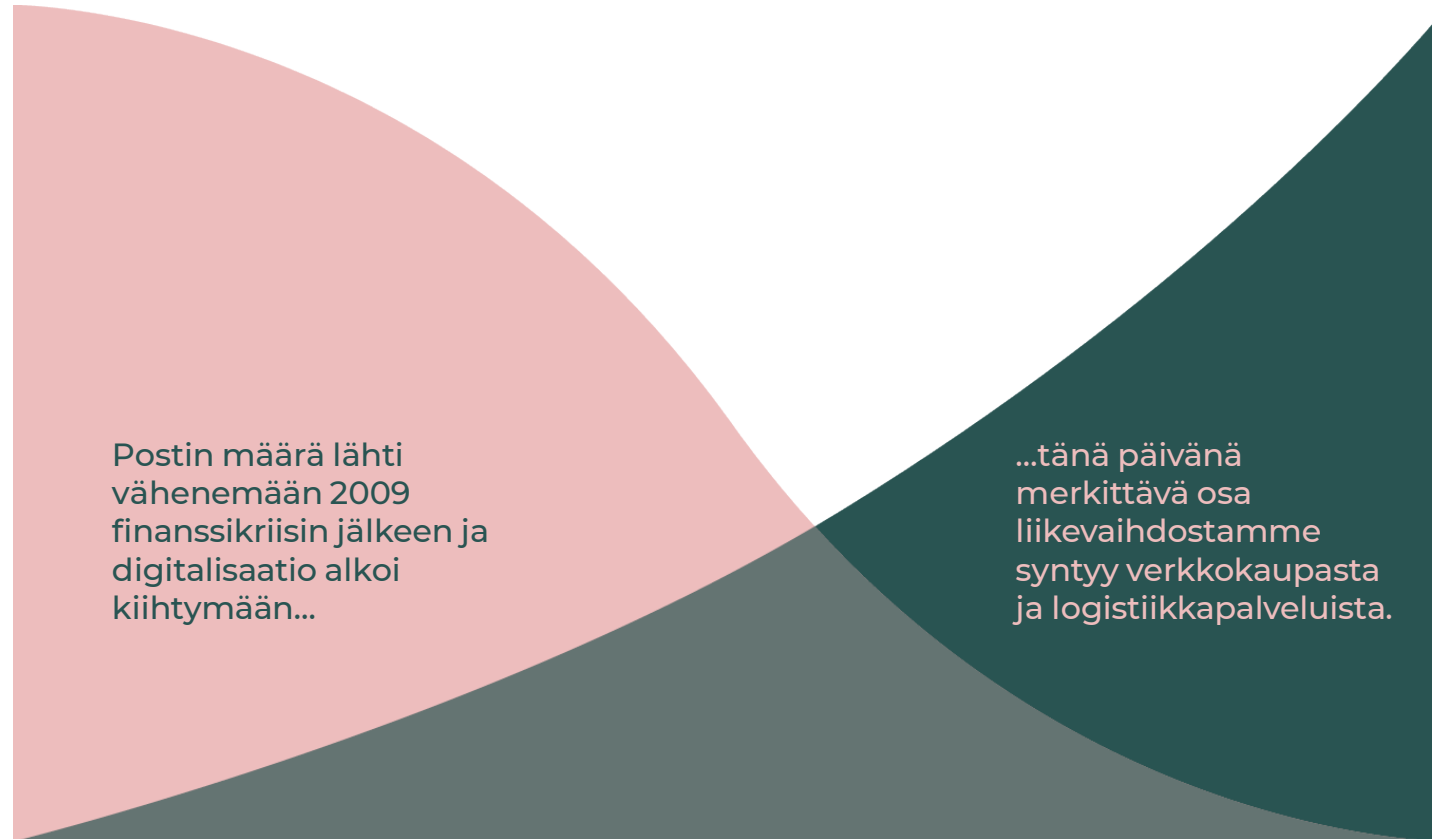 Postin määrä lähti
vähenemään 2009
finanssikriisin jälkeen ja
digitalisaatio alkoi
kiihtymään...
...tänä päivänä
merkittävä osa
liikevaihdostamme
syntyy verkkokaupasta
ja logistiikkapalveluista.